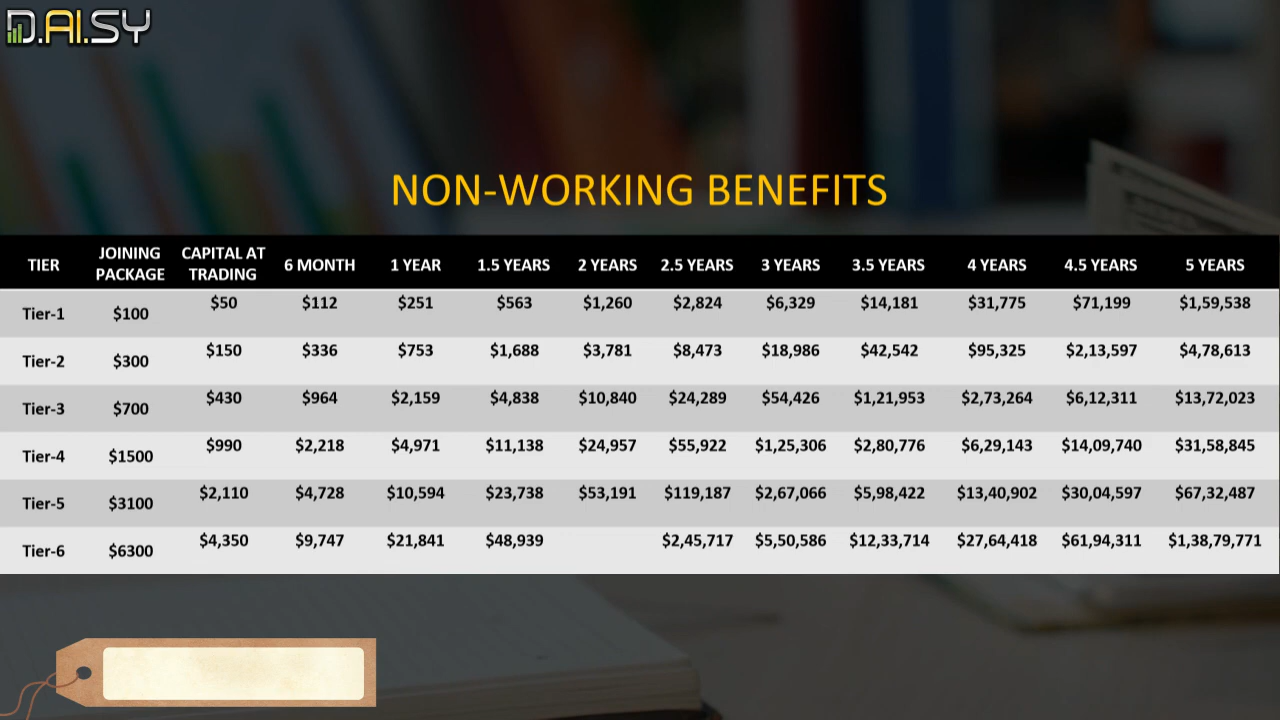 D.AI.SY
NON-WORKING BENEFITS
TIER JOINING PACKAGE CAPITAL AT TRADING 6 MONTH 1 YEAR 1.5 YEARS 2 YEARS 2.5 YEARS 3 YEARS 3.5 YEARS 4 YEARS 4.5 YEARS 5 YEARS
Tier-1 $100 $50 $112 $251 $563 $1,260 $2,824 $6,329 $14,181 $31,775 $71,199 $1,59,538
Tier-2 $300 $150 $336 $753 $1,688 $3,781 $8,473 $18,986 $42,542 $95,325 $2,13,597 $4,78,613
Tier-3 $700 $430 $964 $2,159 $4,838 $10,840 $24,289 $54,426 $1,21,953 $2,73,264 $6,12,311 $13,72,023
Tier-4 $1500 $990 $2,218 $4,971 $11,138 $24,957 $55,922 $1,25,306 $2,80,776 $6,29,143 $14,09,740 $31,58,845
Tier-5 $3100 $2,110 $4,728 $10,594 $23,738 $53,191 $119,187 $2,67,066 $5,98,422 $13,40,902 $30,04,597 $67,32,487
Tier-6 $6300 $4,350 $9,747 $21,841 $48,939 $2,45,717 $5,50,586 $12,33,714 $27,64,418 $61,94,311 $1,38,79,771